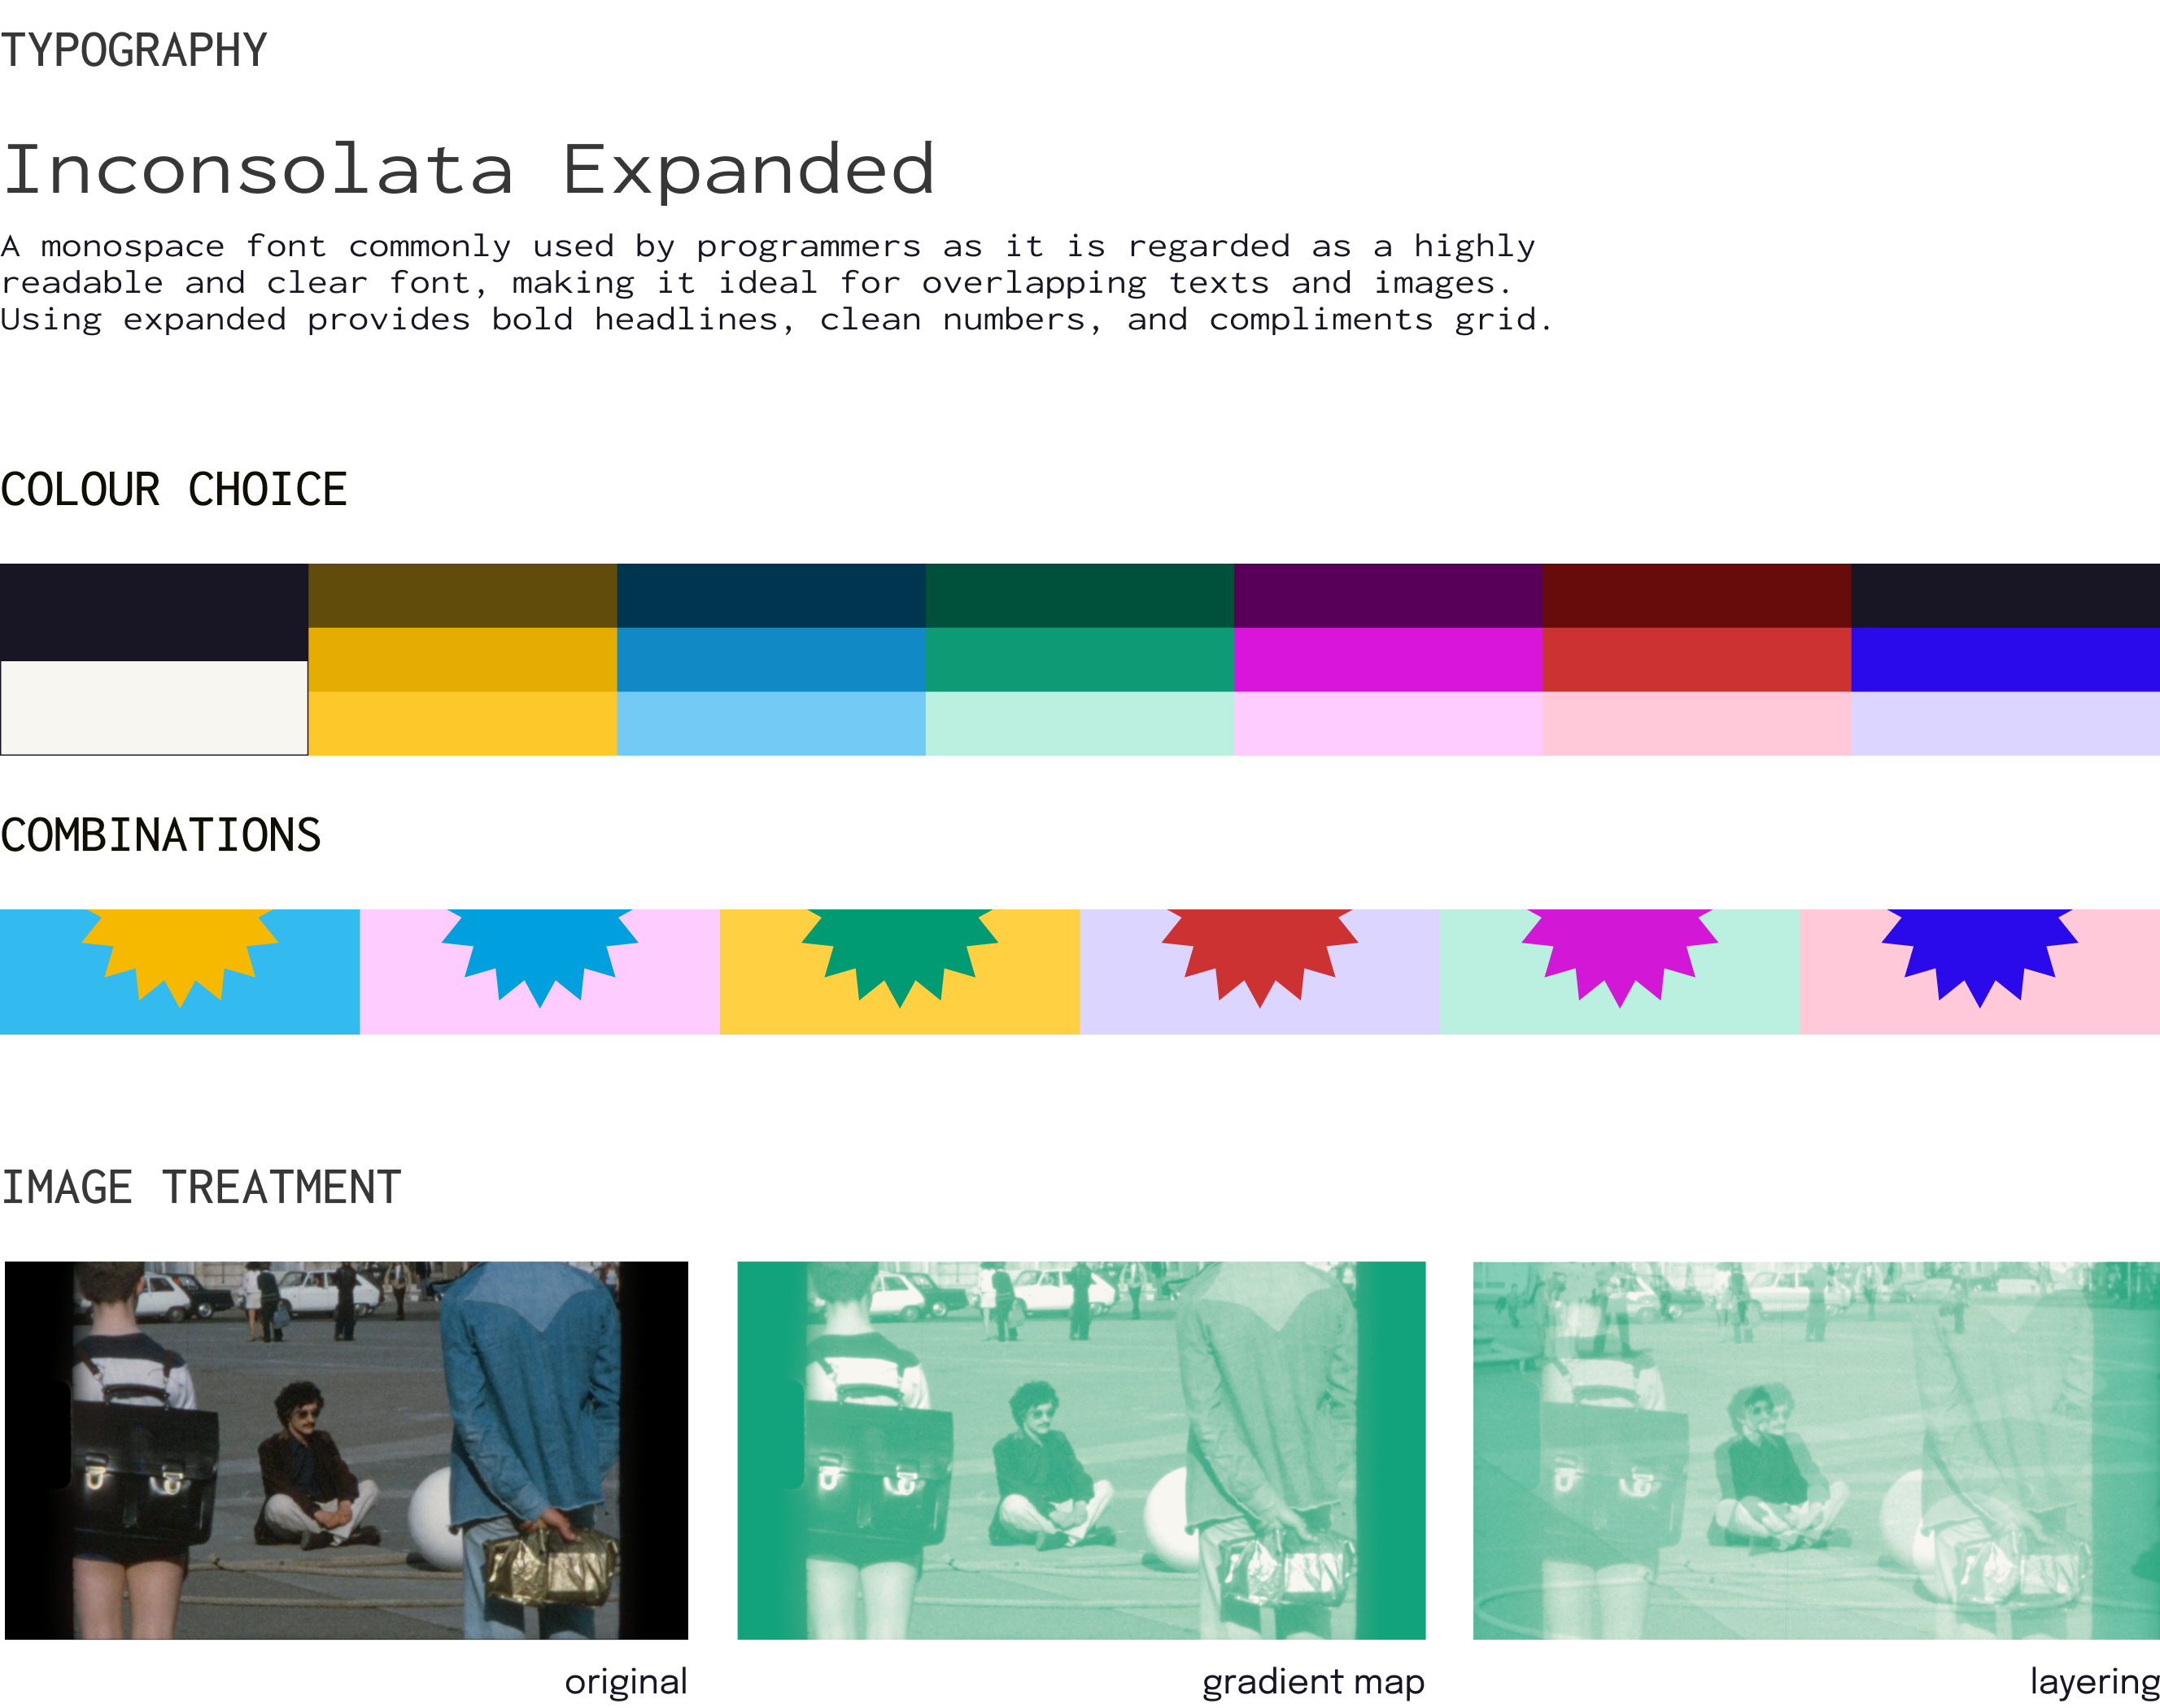 TYPOGRAPHY
Inconsolata Expanded
A monospace font commonly used by programmers as it is regarded as a highly
readable and clear font, making it ideal for overlapping texts and images.
Using expanded provides bold headlines, clean numbers, and compliments grid.
COLOUR CHOICE
COMBINATIONS
IMAGE TREATMENT
original
gradient map
layering